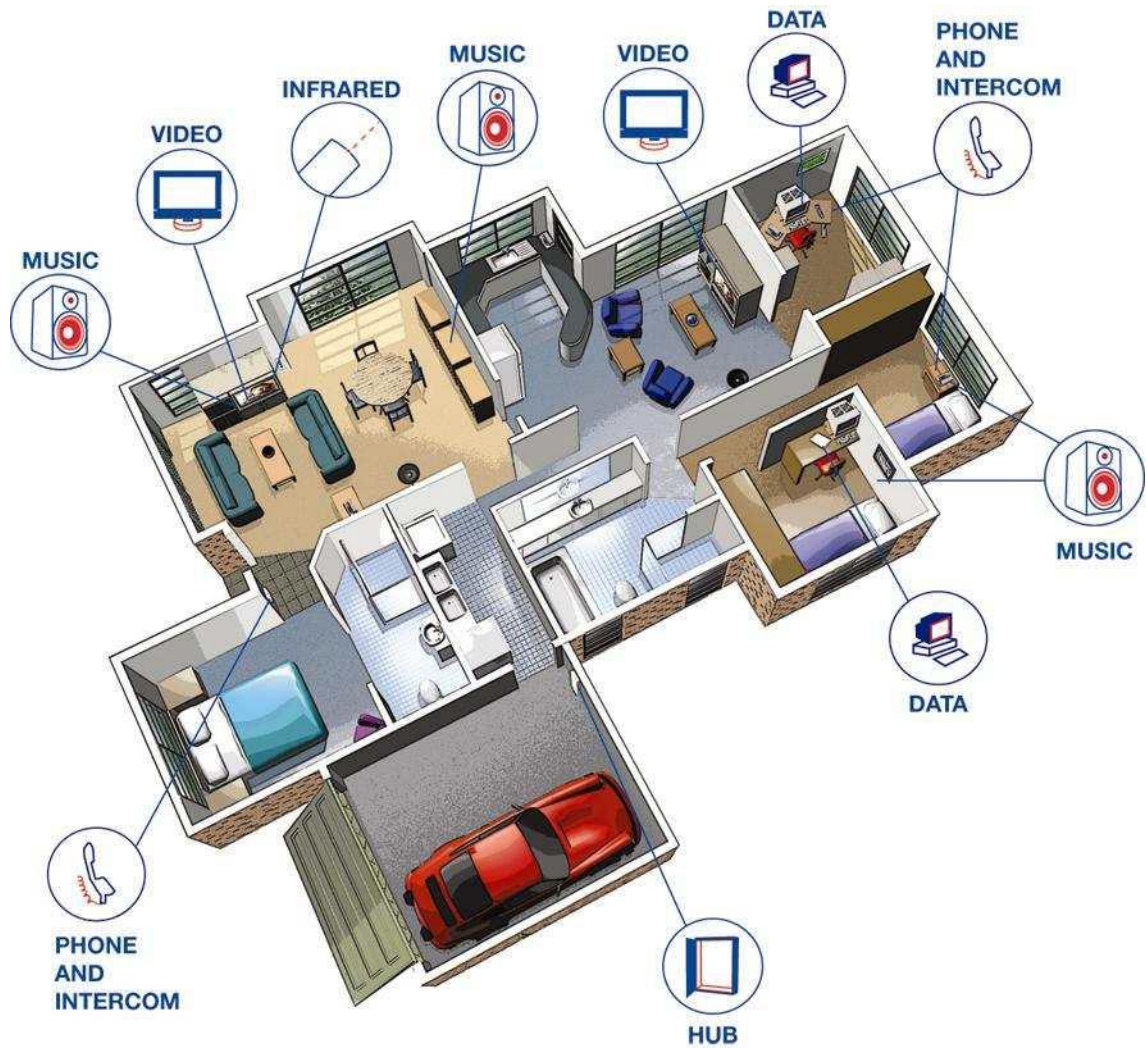 DATA
PHONE
AND
INTERCOM
MUSIC
VIDEO
INFRARED
VIDEO
MUSIC
MUSIC
DATA
PHONE
AND
INTERCOM
HUB